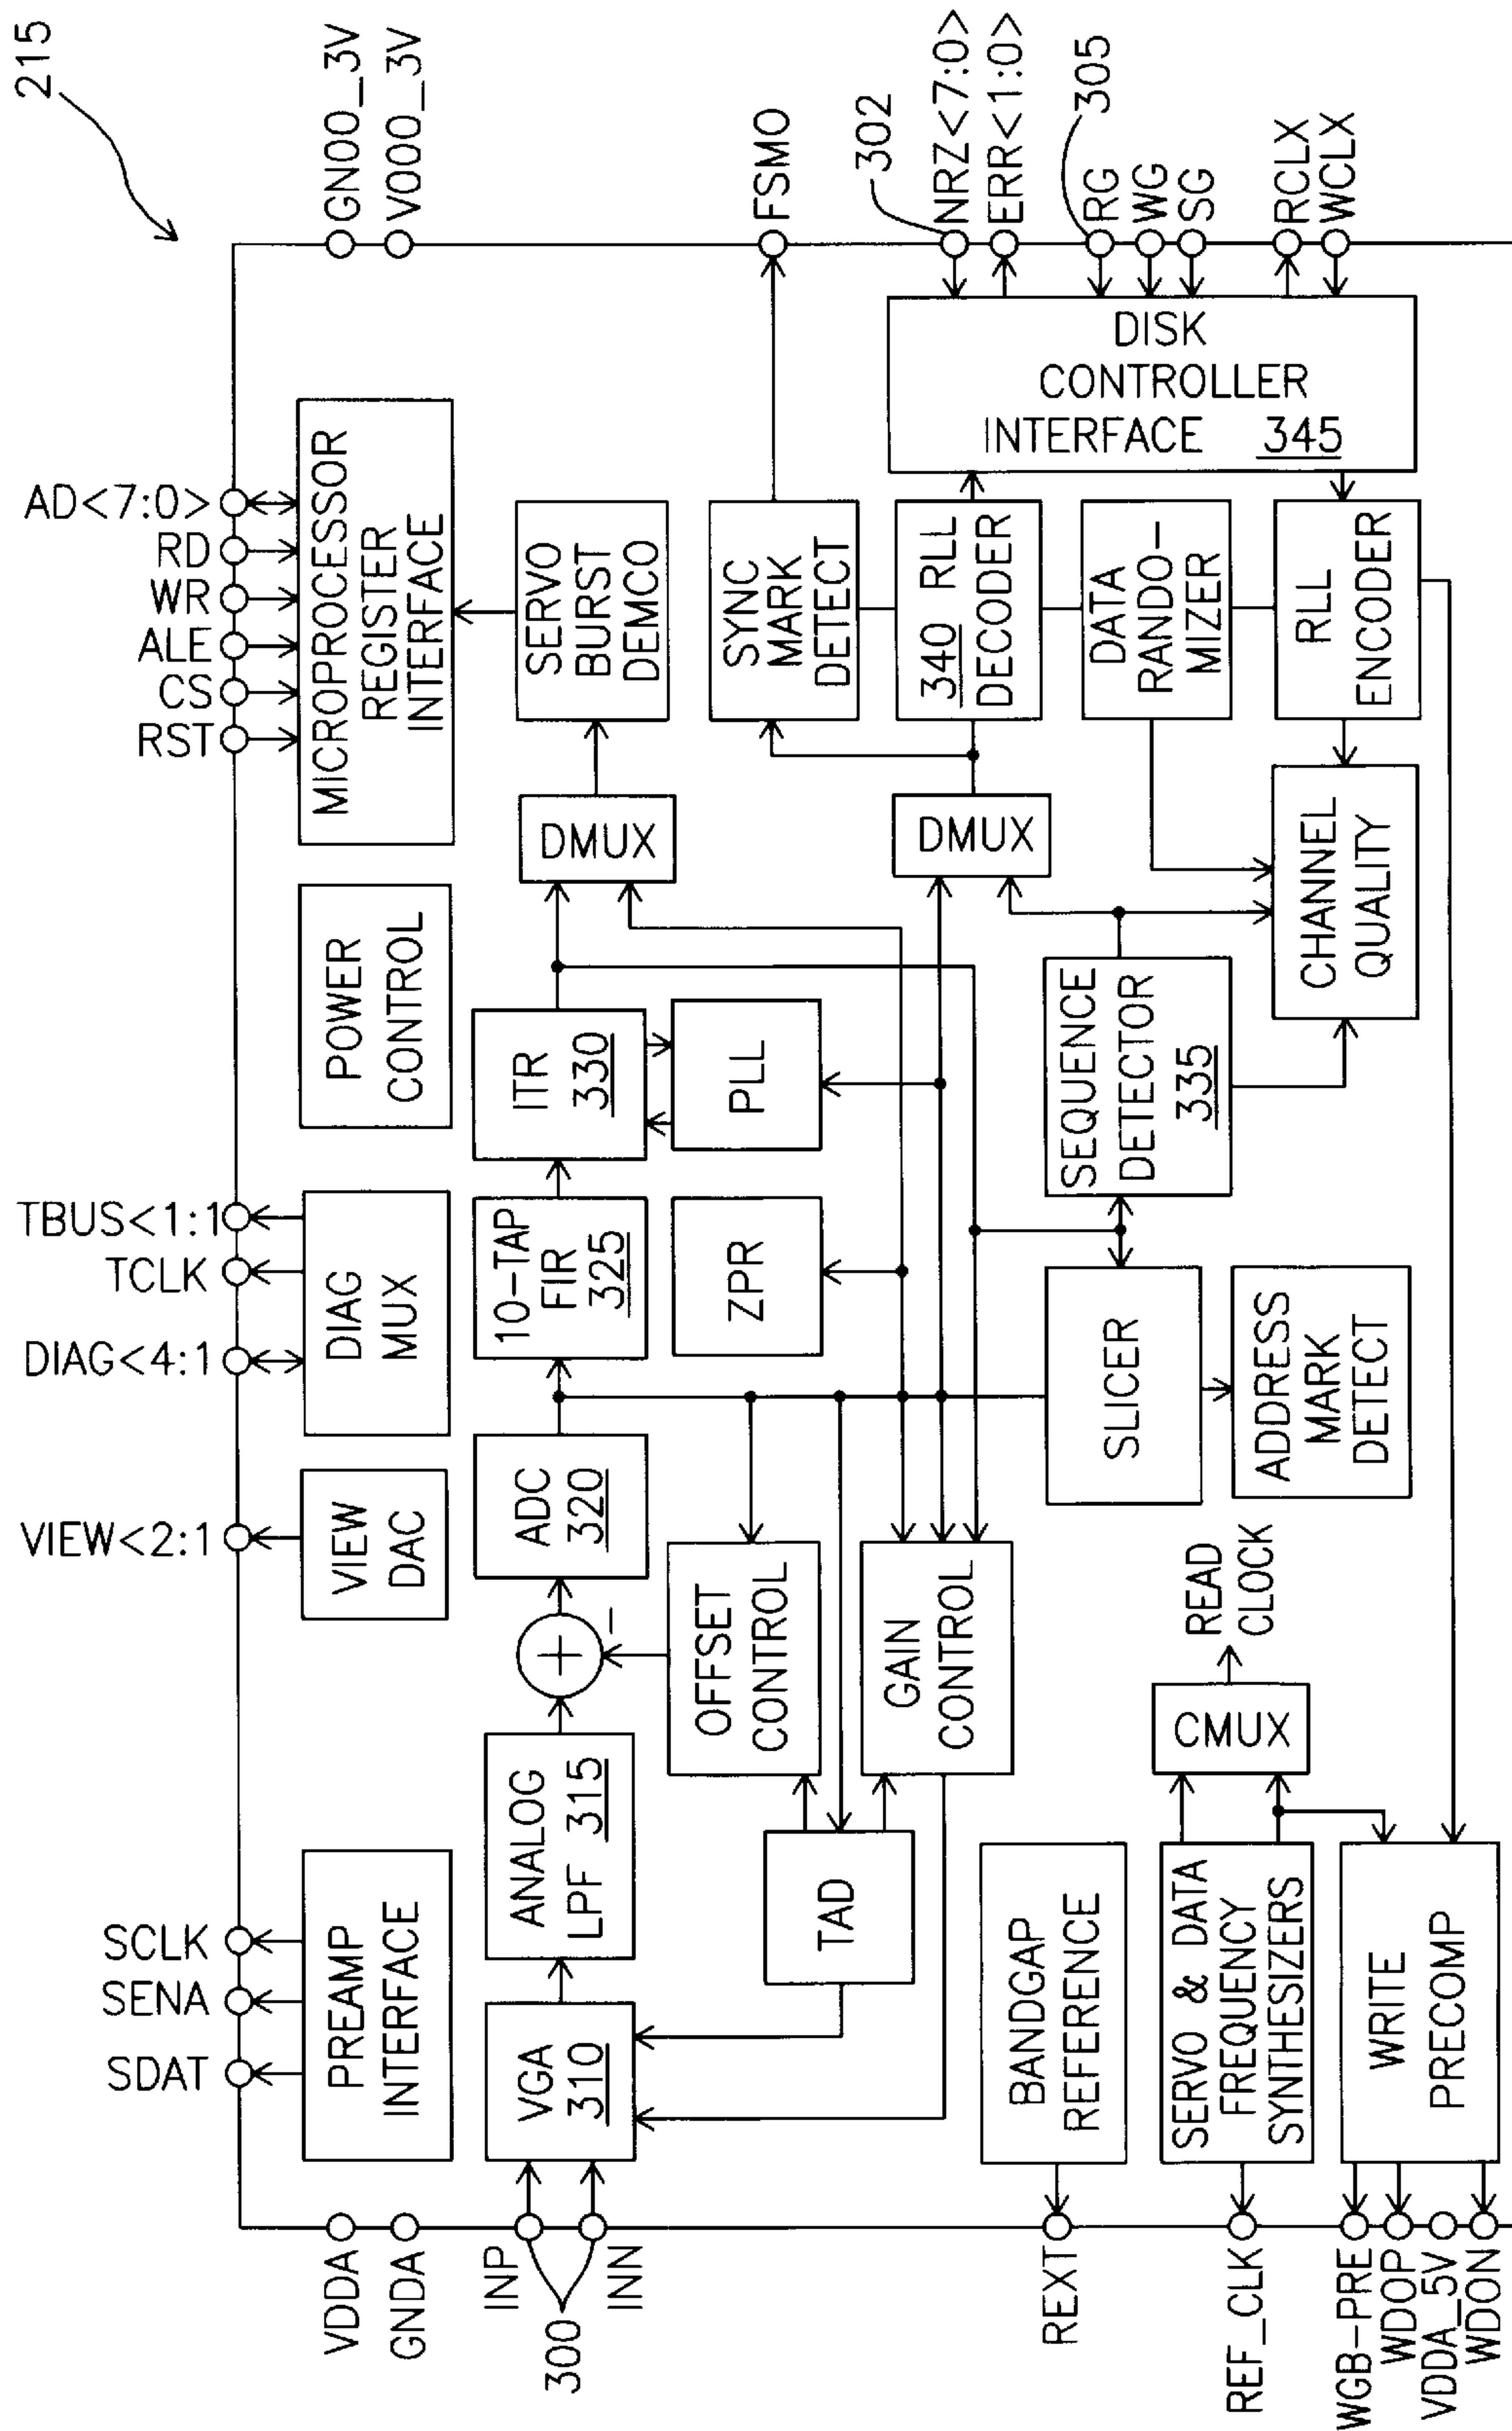 215
VDDA
GNDA
INP
INN
300
REXT
REF_CLK
WGB-PRE
WDOP
VDDA_5V
WDON
SDAT
SENA
SCLK
VIEW<2:1
DIAG<4:1
TCLK
TBUS<1:1
RST
CS
ALE
WR
RD
AD<7:0>
GN00_3V
V000_3V
FSMO
302
NRZ<7:0>
ERR<1:0>
305
RG
WG
SG
RCLX
WCLX
PREAMP
INTERFACE
VIEW
DAC
DIAG
MUX
POWER
CONTROL
MICROPROCESSOR
REGISTER
INTERFACE
VGA
310
ANALOG
LPF 315
+
−
ADC
320
10-TAP
FIR
325
ITR
330
DMUX
SERVO
BURST
DEMCO
OFFSET
CONTROL
ZPR
PLL
TAD
GAIN
CONTROL
DMUX
SYNC
MARK
DETECT
340 RLL
DECODER
DISK
CONTROLLER
INTERFACE 345
SLICER
SEQUENCE
DETECTOR
335
DATA
RANDO-
MIZER
ADDRESS
MARK
DETECT
CHANNEL
QUALITY
RLL
ENCODER
BANDGAP
REFERENCE
SERVO & DATA
FREQUENCY
SYNTHESIZERS
CMUX
READ
CLOCK
WRITE
PRECOMP